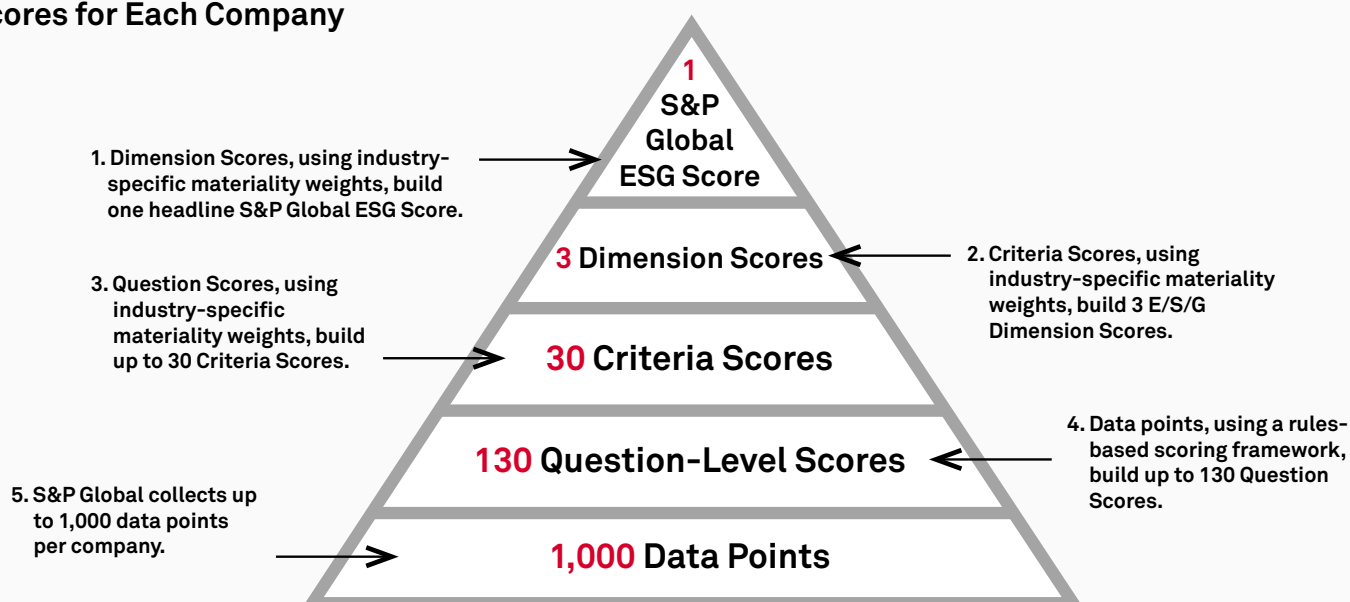 cores for Each Company
1
S&P
Global
ESG Score
1. Dimension Scores, using industry-
specific materiality weights, build
one headline S&P Global ESG Score.
3 Dimension Scores
2. Criteria Scores, using
industry-specific materiality
weights, build 3 E/S/G
Dimension Scores.
3. Question Scores, using
industry-specific
materiality weights, build
up to 30 Criteria Scores.
30 Criteria Scores
4. Data points, using a rules-
based scoring framework,
build up to 130 Question
Scores.
130 Question-Level Scores
5. S&P Global collects up
to 1,000 data points
per company.
1,000 Data Points